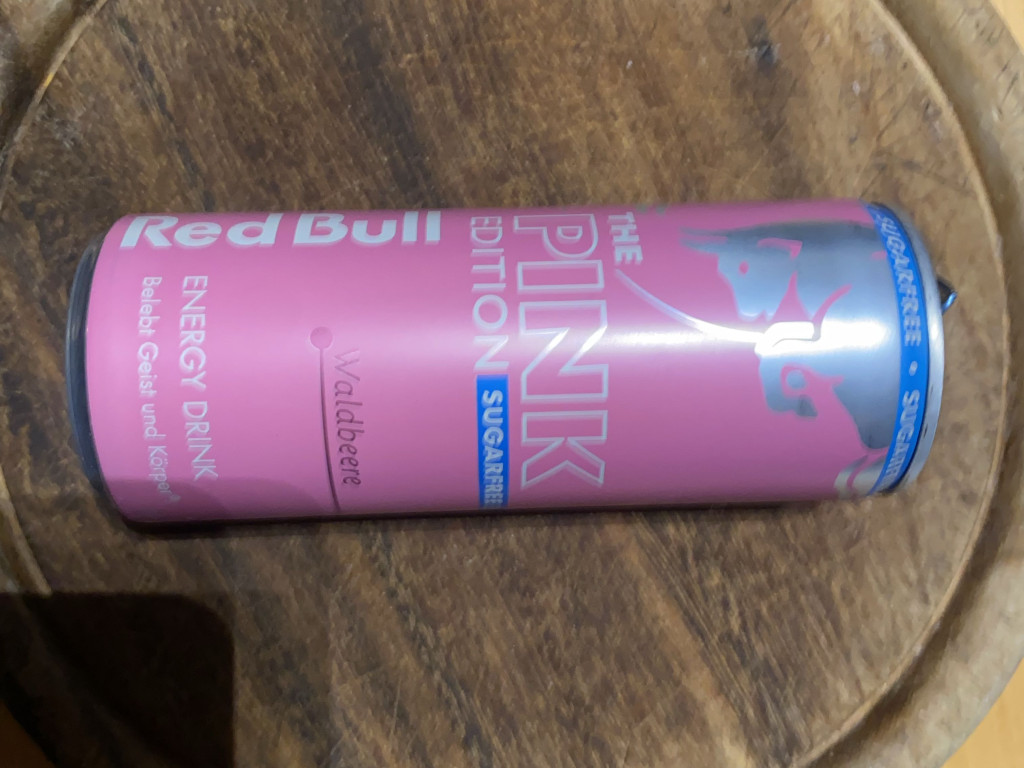 SUGARFREE • SUGARFREE
THE
PINK
EDITION SUGARFREE
Waldbeere
Red Bull
ENERGY DRINK
Belebt Geist und Körper®